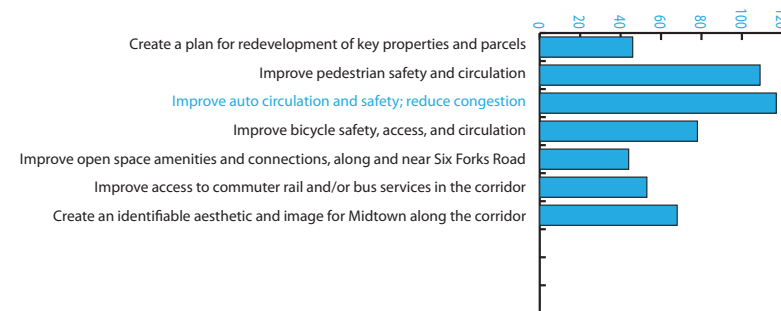 0 20 40 60 80 100 120
Create a plan for redevelopment of key properties and parcels
Improve pedestrian safety and circulation
Improve auto circulation and safety; reduce congestion
Improve bicycle safety, access, and circulation
Improve open space amenities and connections, along and near Six Forks Road
Improve access to commuter rail and/or bus services in the corridor
Create an identifiable aesthetic and image for Midtown along the corridor